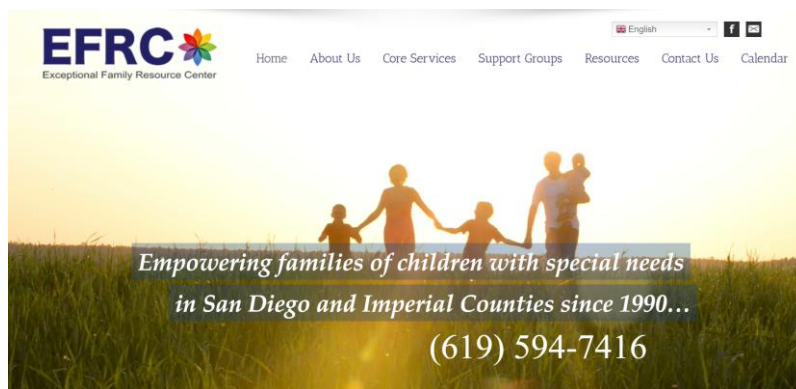 English
EFRC
Exceptional Family Resource Center
Home About Us Core Services Support Groups Resources Contact Us Calendar
Empowering families of children with special needs
in San Diego and Imperial Counties since 1990...
(619) 594-7416